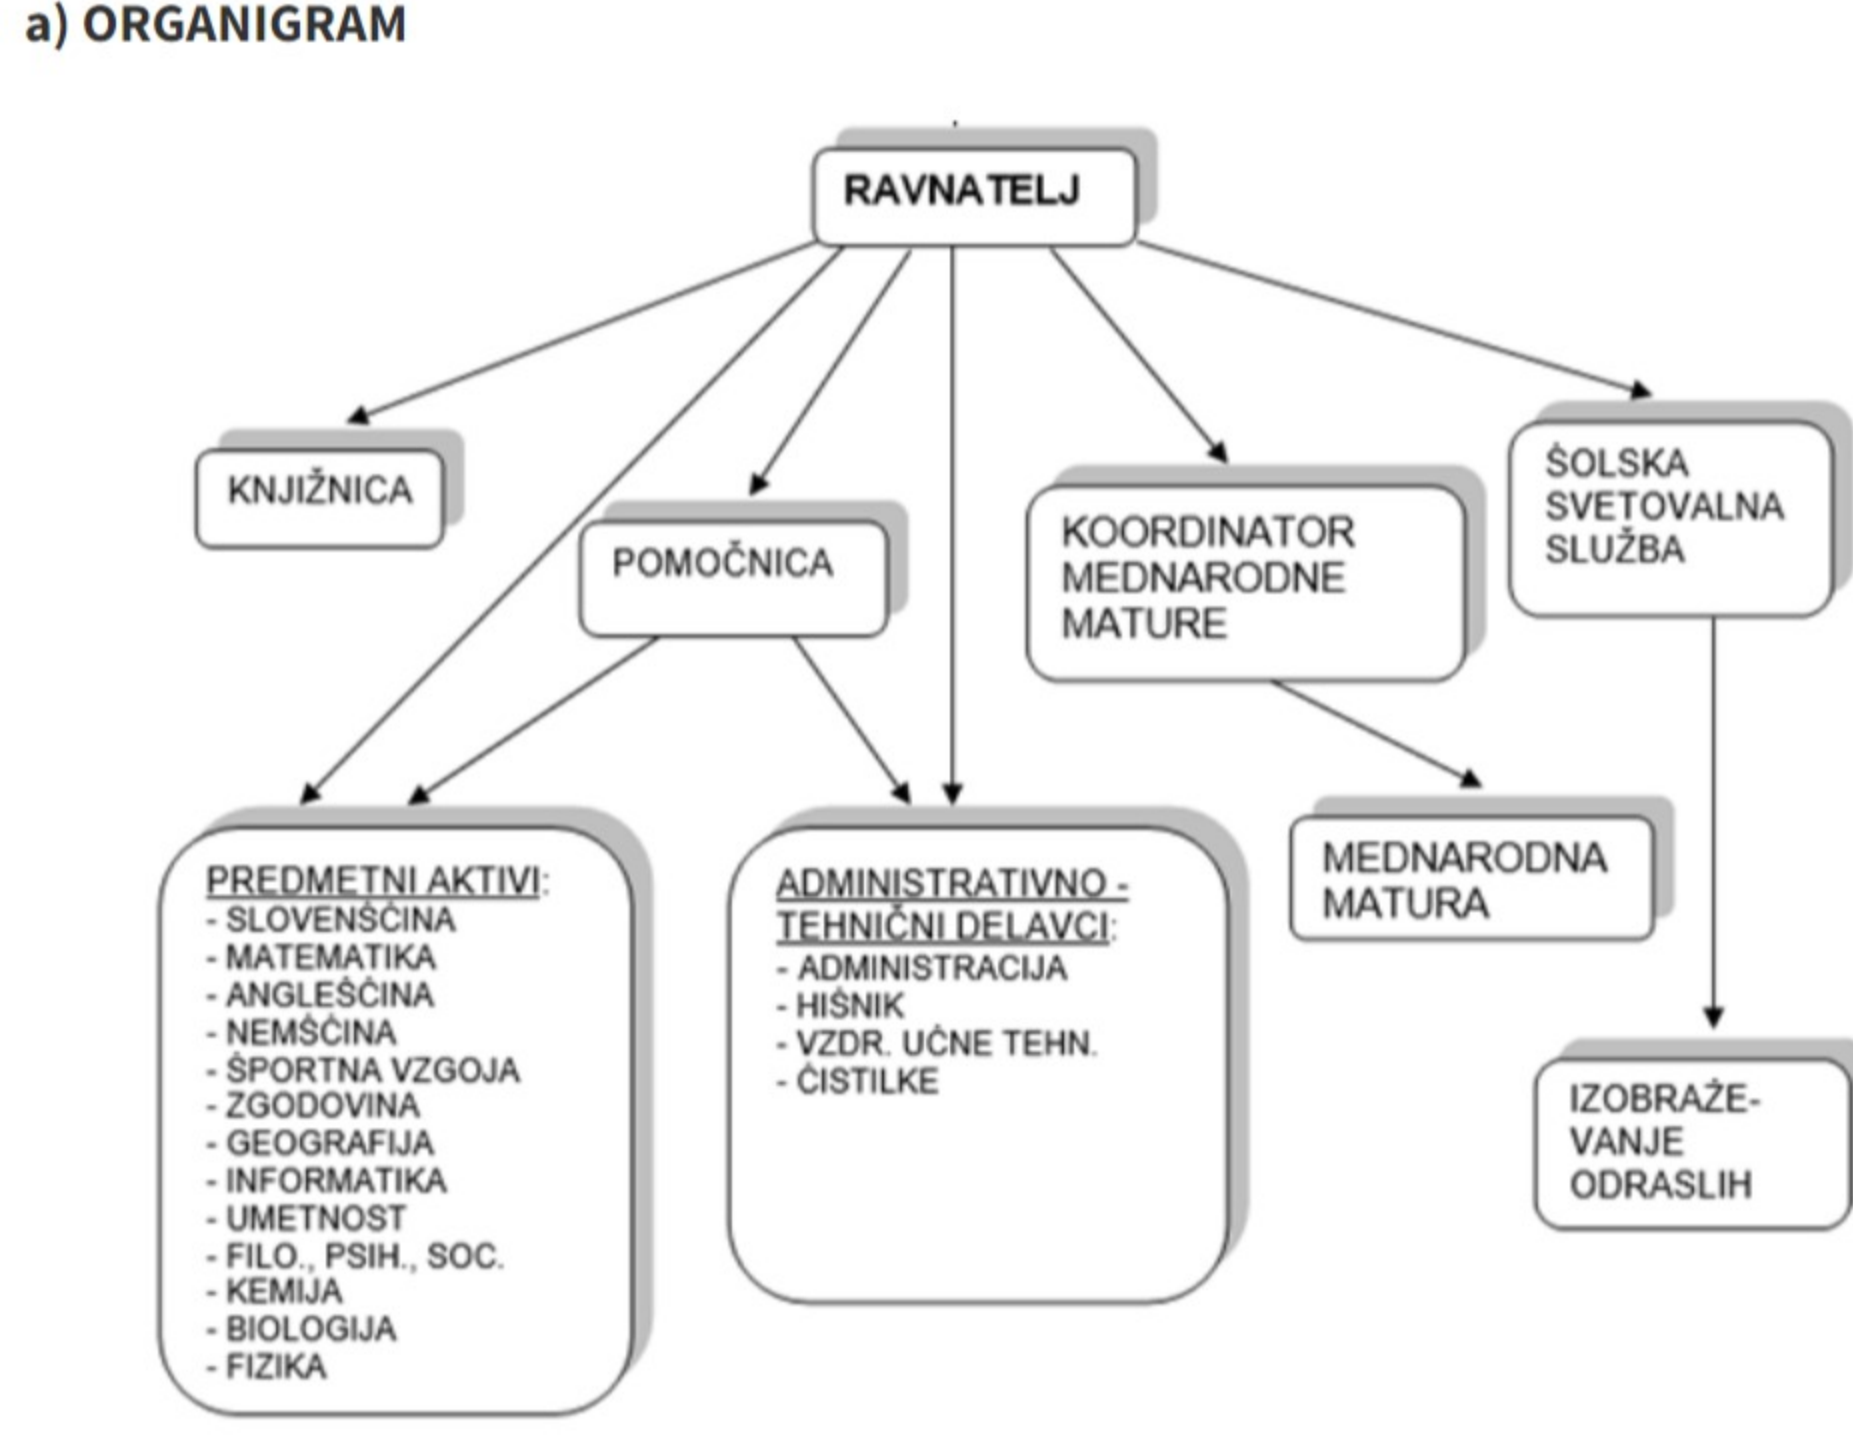 a) ORGANIGRAM
RAVNATELJ
KNJIŽNICA
POMOČNICA
KOORDINATOR
MEDNARODNE
MATURE
ŠOLSKA
SVETOVALNA
SLUŽBA
PREDMETNI AKTIVI:
- SLOVENŠČINA
- MATEMATIKA
- ANGLEŠČINA
- NEMŠČINA
- ŠPORTNA VZGOJA
- ZGODOVINA
- GEOGRAFIJA
- INFORMATIKA
- UMETNOST
- FILO., PSIH., SOC.
- KEMIJA
- BIOLOGIJA
- FIZIKA
ADMINISTRATIVNO -
TEHNIČNI DELAVCI:
- ADMINISTRACIJA
- HIŠNIK
- VZDR. UČNE TEHN.
- ČISTILKE
MEDNARODNA
MATURA
IZOBRAŽE-
VANJE
ODRASLIH